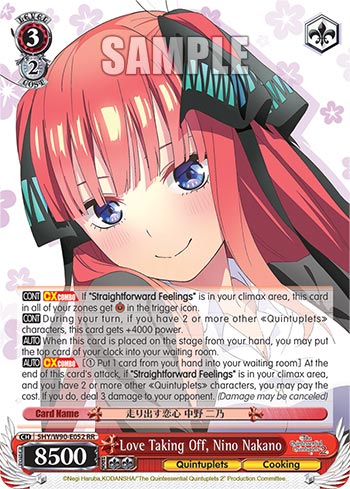 LEVEL
3
2
COST
SAMPLE
CONT CXCOMBO If "Straightforward Feelings" is in your climax area, this card
in all of your zones get in the trigger icon.
CONT During your turn, if you have 2 or more other «Quintuplets»
characters, this card gets +4000 power.
AUTO When this card is placed on the stage from your hand, you may put
the top card of your clock into your waiting room.
AUTO CXCOMBO [① Put 1 card from your hand into your waiting room] At the
end of this card's attack, if "Straightforward Feelings" is in your climax area,
and you have 2 or more other «Quintuplets» characters, you may pay the
cost. If you do, deal 3 damage to your opponent. (Damage may be canceled)
Card Name 走り出す恋心 中野 二乃
CH 5HY/W90-E052 RR
8500
Love Taking Off, Nino Nakano
Quintuplets Cooking
©Negi Haruba,KODANSHA/"The Quintessential Quintuplets 2" Production Committee.